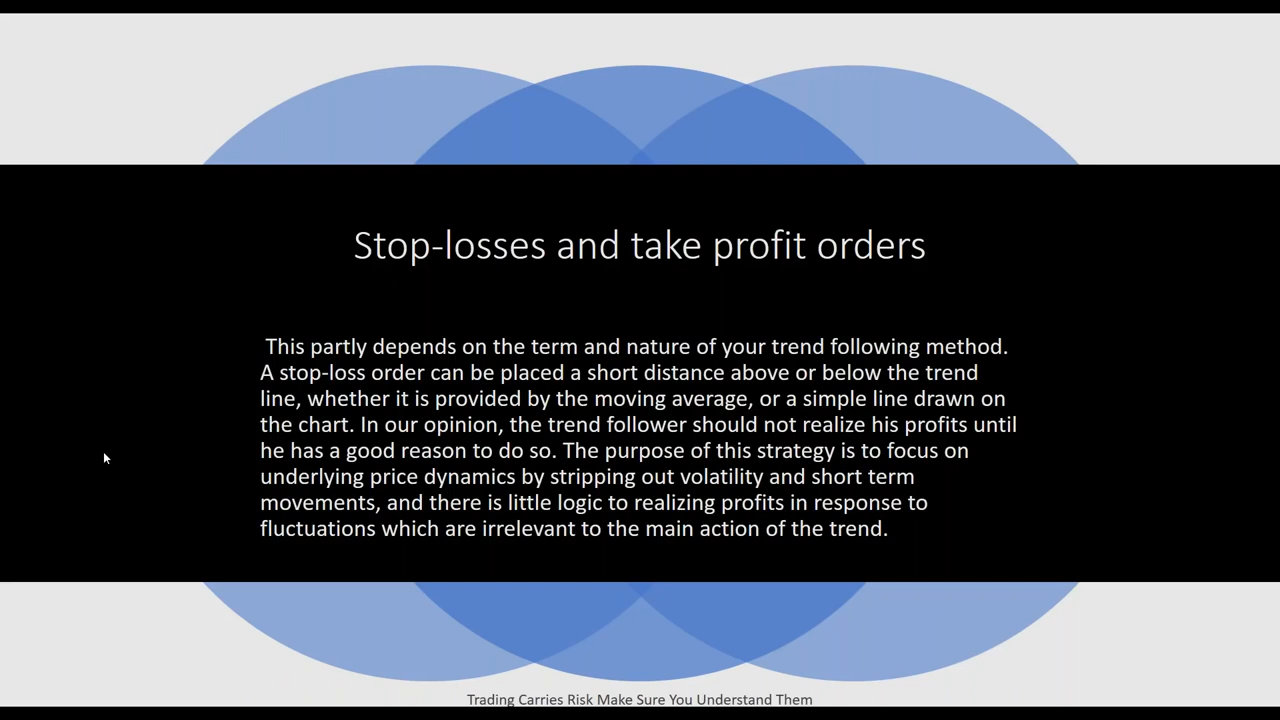 Stop-losses and take profit orders
This partly depends on the term and nature of your trend following method.
A stop-loss order can be placed a short distance above or below the trend
line, whether it is provided by the moving average, or a simple line drawn on
the chart. In our opinion, the trend follower should not realize his profits until
he has a good reason to do so. The purpose of this strategy is to focus on
underlying price dynamics by stripping out volatility and short term
movements, and there is little logic to realizing profits in response to
fluctuations which are irrelevant to the main action of the trend.
Trading Carries Risk Make Sure You Understand Them